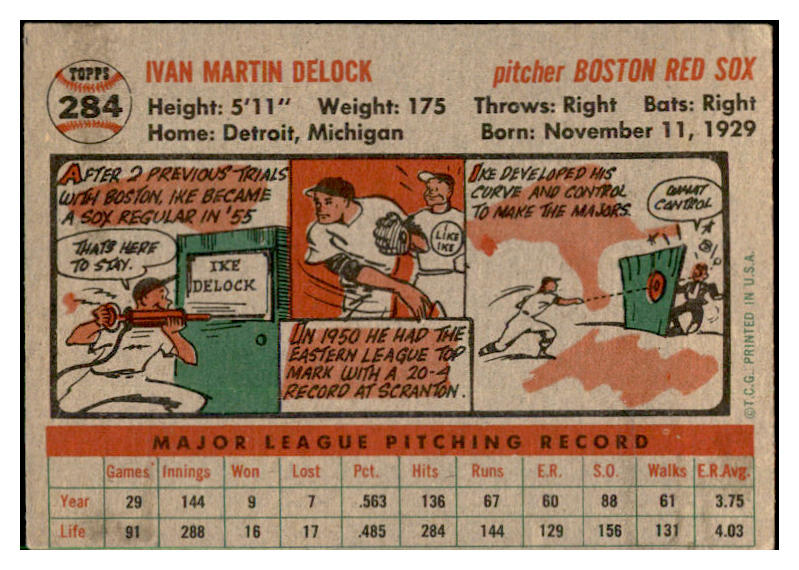 TOPPS
284
IVAN MARTIN DELOCK
pitcher BOSTON RED SOX
Height: 5'11" Weight: 175
Throws: Right Bats: Right
Home: Detroit, Michigan
Born: November 11, 1929
AFTER 2 PREVIOUS TRIALS
WITH BOSTON, IKE BECAME
A SOX REGULAR IN '55
THAT'S HERE
TO STAY.
IKE
DELOCK
I LIKE
IKE
IN 1950 HE HAD THE
EASTERN LEAGUE TOP
MARK WITH A 20-4
RECORD AT SCRANTON.
IKE DEVELOPED HIS
CURVE AND CONTROL
TO MAKE THE MAJORS.
WHAT
CONTROL
©T.C.G. PRINTED IN U.S.A.
MAJOR LEAGUE PITCHING RECORD
Games Innings Won Lost Pct. Hits Runs E.R. S.O. Walks E.R.Avg.
Year 29 144 9 7 .563 136 67 60 88 61 3.75
Life 91 288 16 17 .485 284 144 129 156 131 4.03